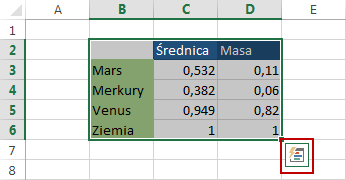 A B C D E
1
2 Średnica Masa
3 Mars 0,532 0,11
4 Merkury 0,382 0,06
5 Venus 0,949 0,82
6 Ziemia 1 1
7
8